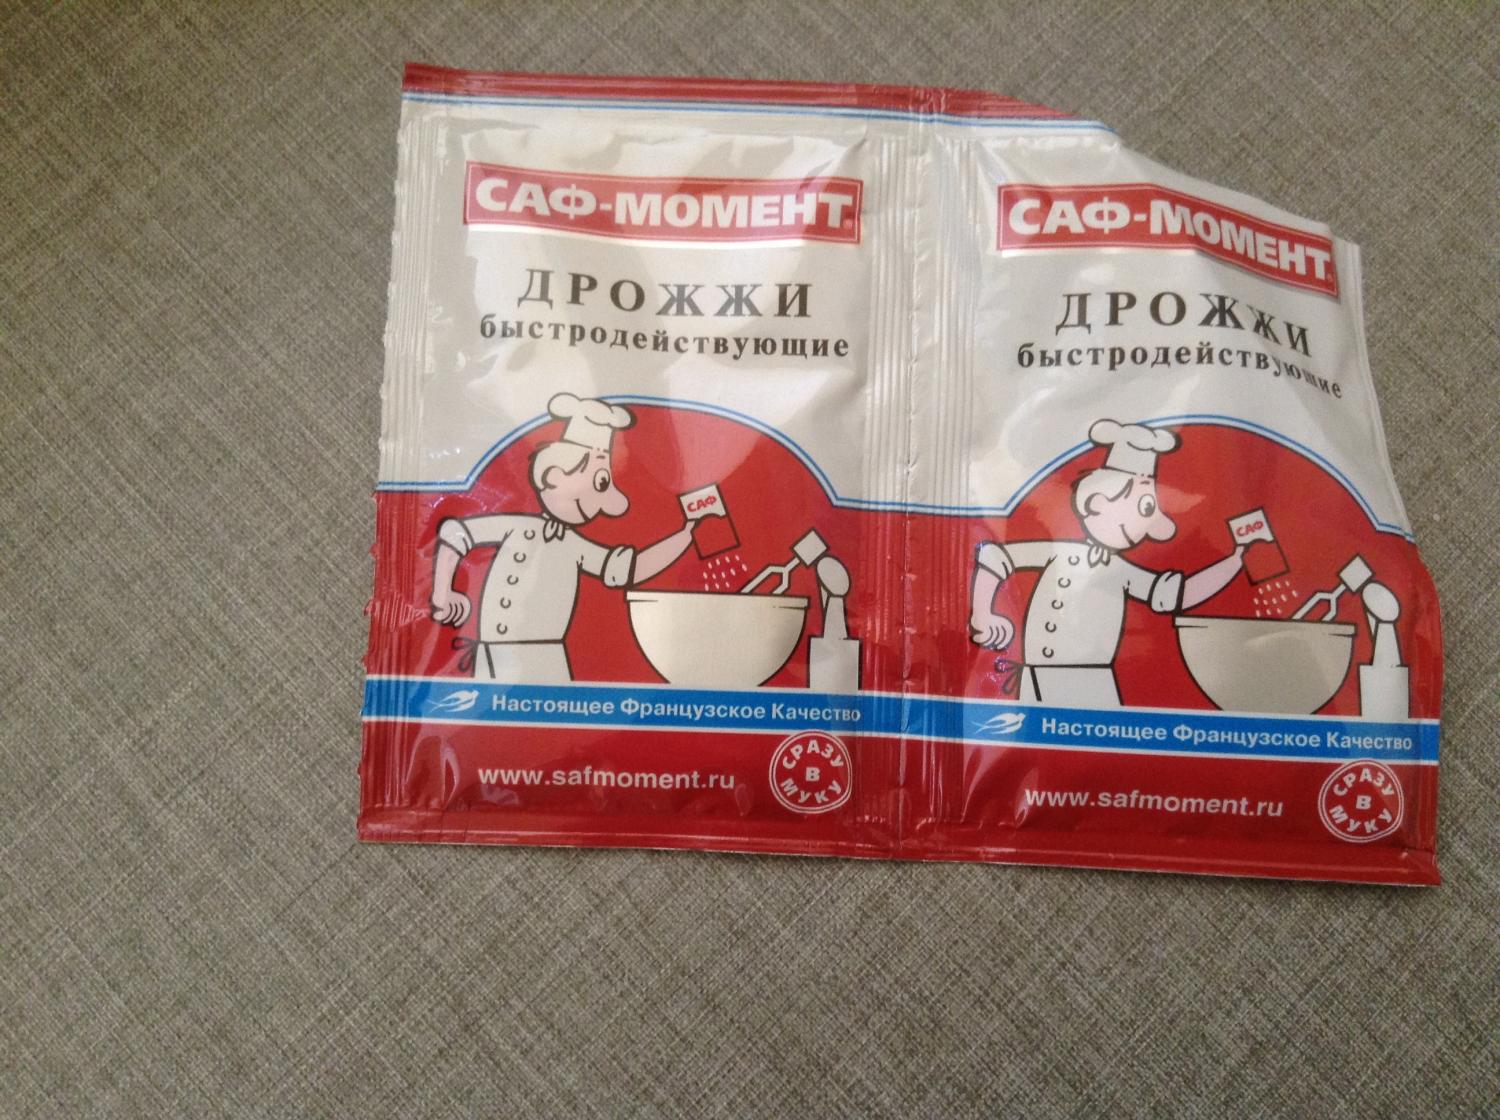 САФ-МОМЕНТ®
ДРОЖЖИ
быстродействующие
САФ
Настоящее Французское Качество
www.safmoment.ru
СРАЗУ
В
МУКУ
САФ-МОМЕНТ®
ДРОЖЖИ
быстродействующие
САФ
Настоящее Французское Качество
www.safmoment.ru
СРАЗУ
В
МУКУ